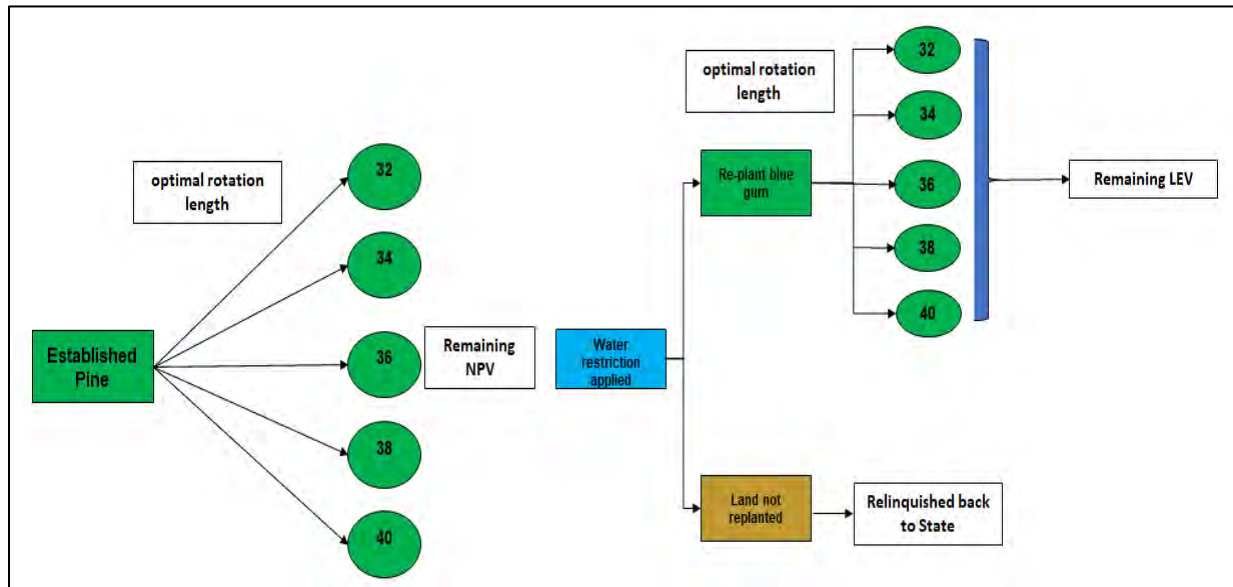 Established
Pine
optimal rotation
length
32
34
36
38
40
Remaining
NPV
Water
restriction
applied
Re-plant blue
gum
optimal rotation
length
32
34
36
38
40
Remaining LEV
Land not
replanted
Relinquished back
to State